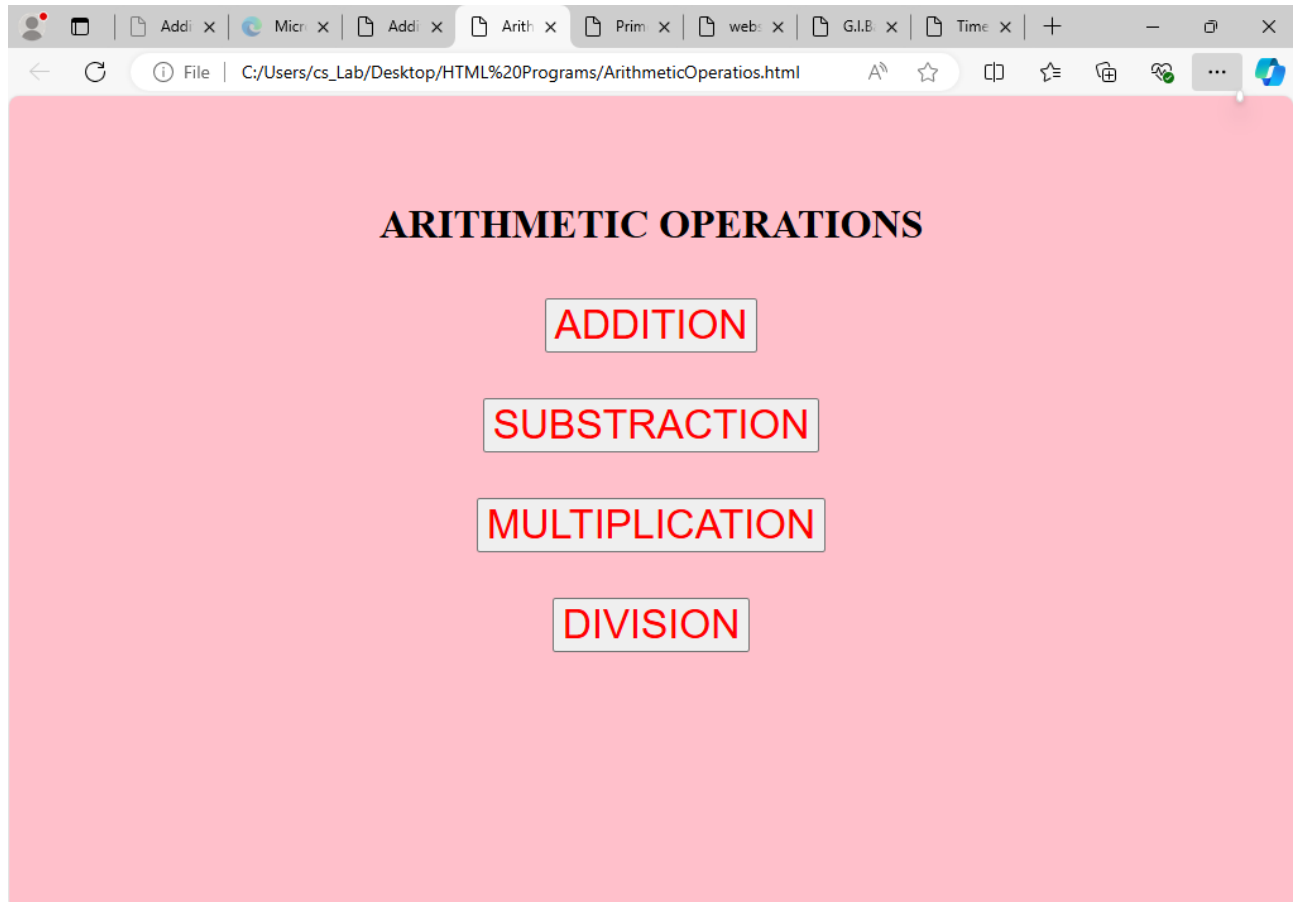 Addi Micr Addi Arith Prim webs G.I.B. Time
File C:/Users/cs_Lab/Desktop/HTML%20Programs/ArithmeticOperatios.html
ARITHMETIC OPERATIONS
ADDITION
SUBSTRACTION
MULTIPLICATION
DIVISION